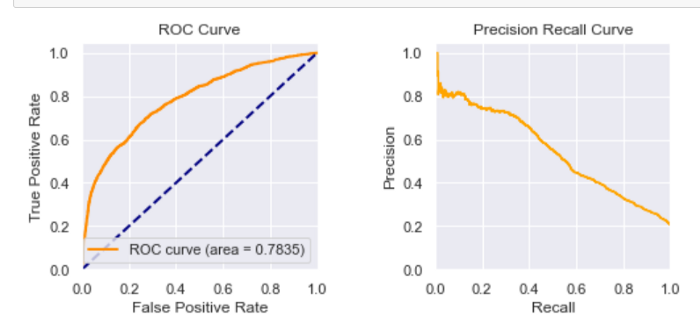 ROC Curve
1.0
0.8
0.6
0.4
0.2
0.0
True Positive Rate
ROC curve (area = 0.7835)
0.0 0.2 0.4 0.6 0.8 1.0
False Positive Rate
Precision Recall Curve
1.0
0.8
0.6
0.4
0.2
0.0
Precision
0.0 0.2 0.4 0.6 0.8 1.0
Recall